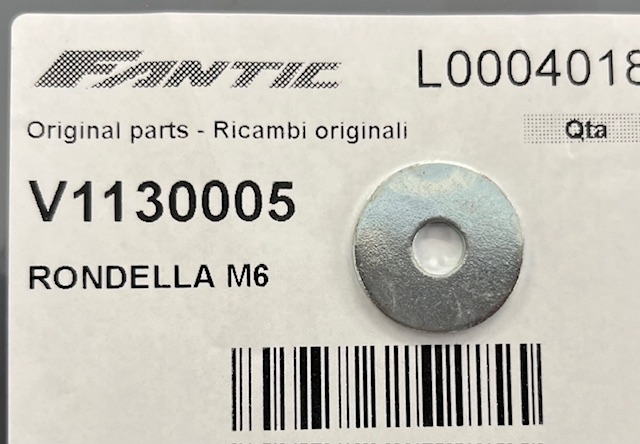 FANTIC
L0004018
Original parts - Ricambi originali
Qta
V1130005
RONDELLA M6